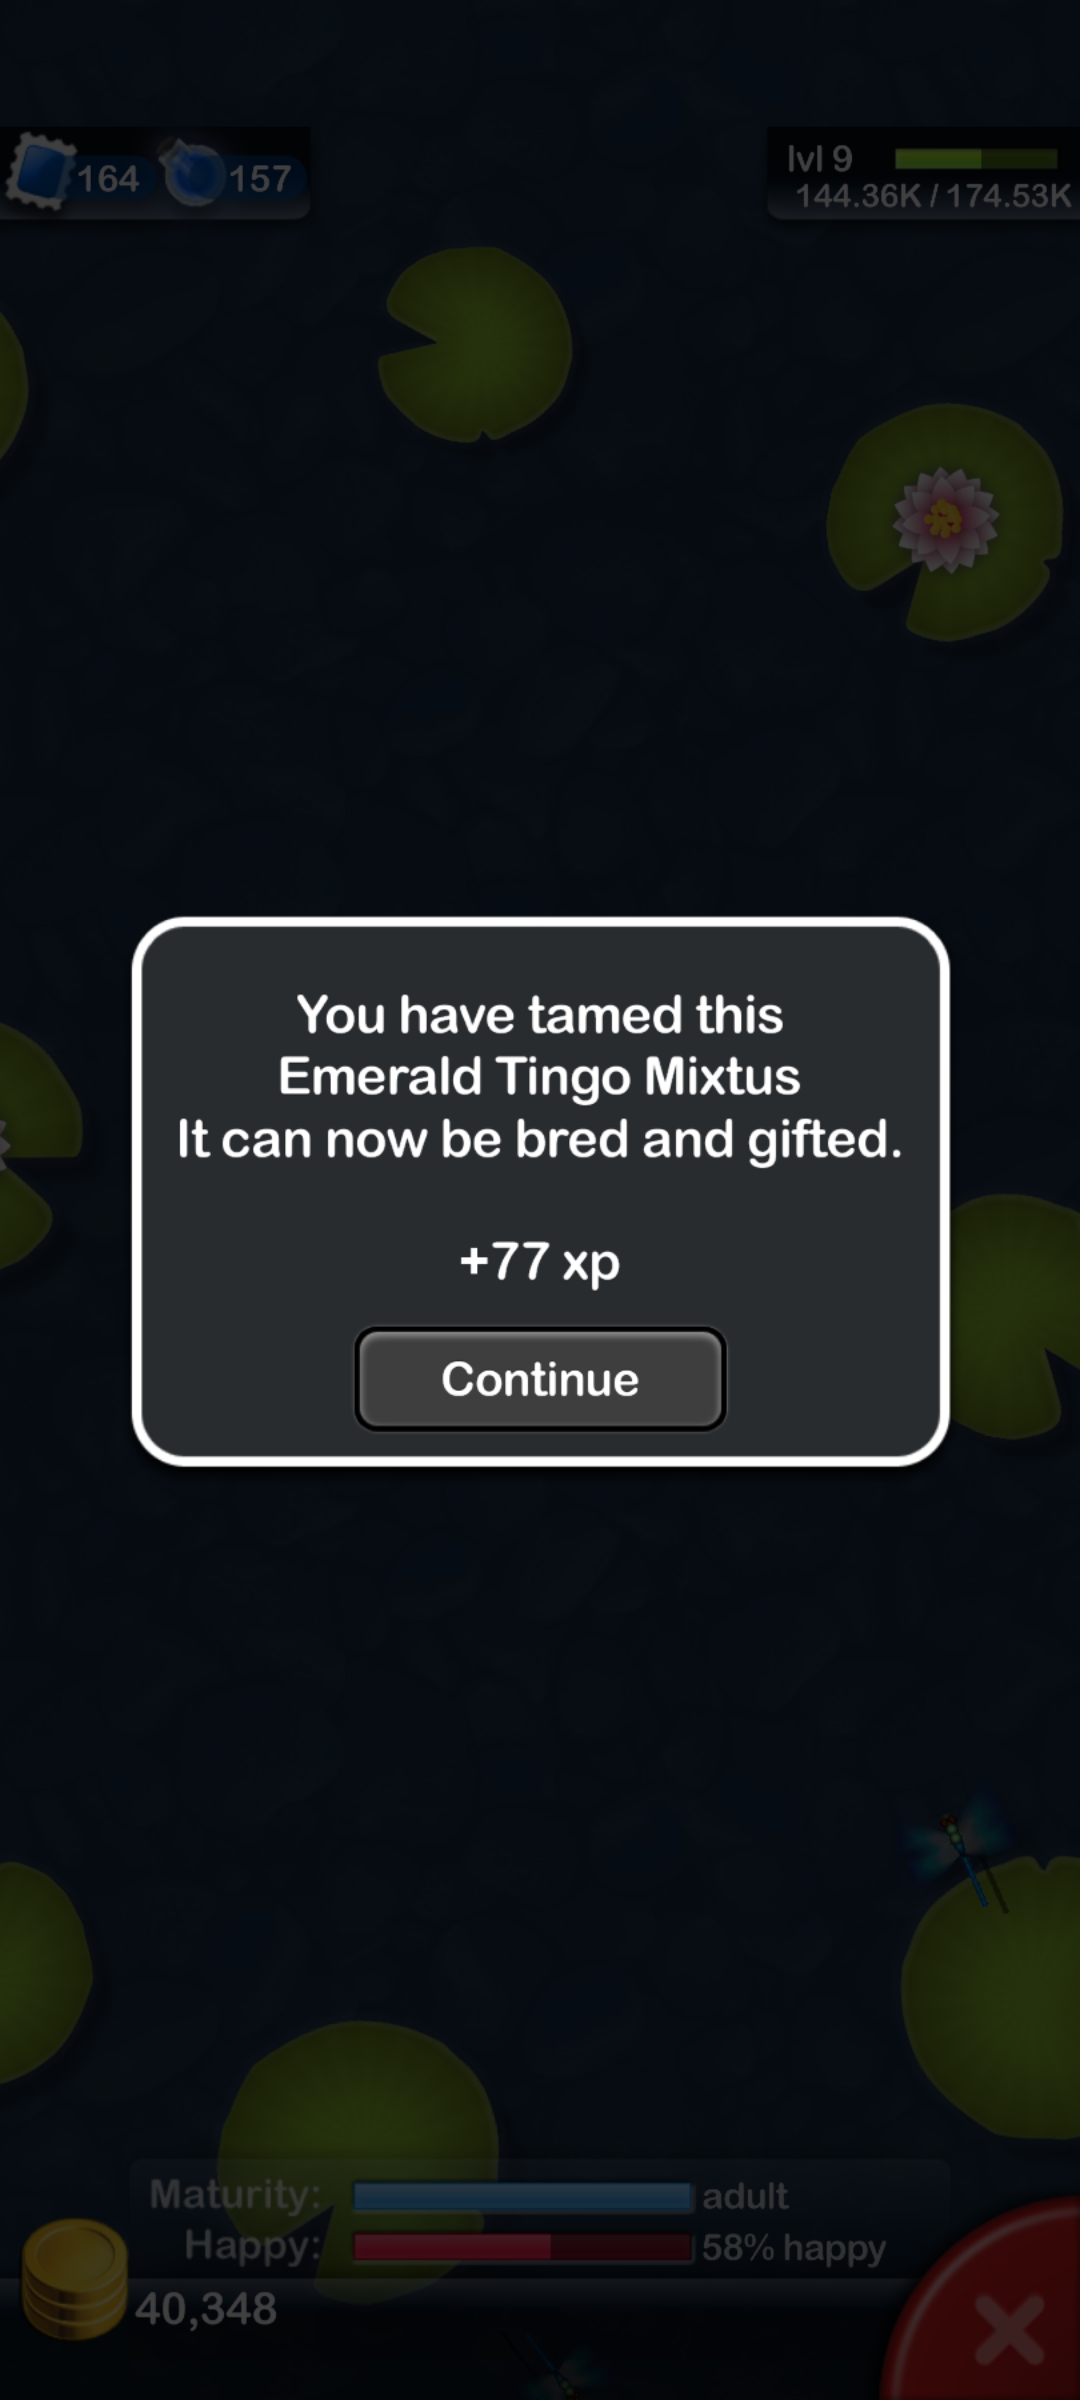 164 157
lvl 9
144.36K / 174.53K
You have tamed this
Emerald Tingo Mixtus
It can now be bred and gifted.
+77 xp
Continue
Maturity: adult
Happy: 58% happy
40,348